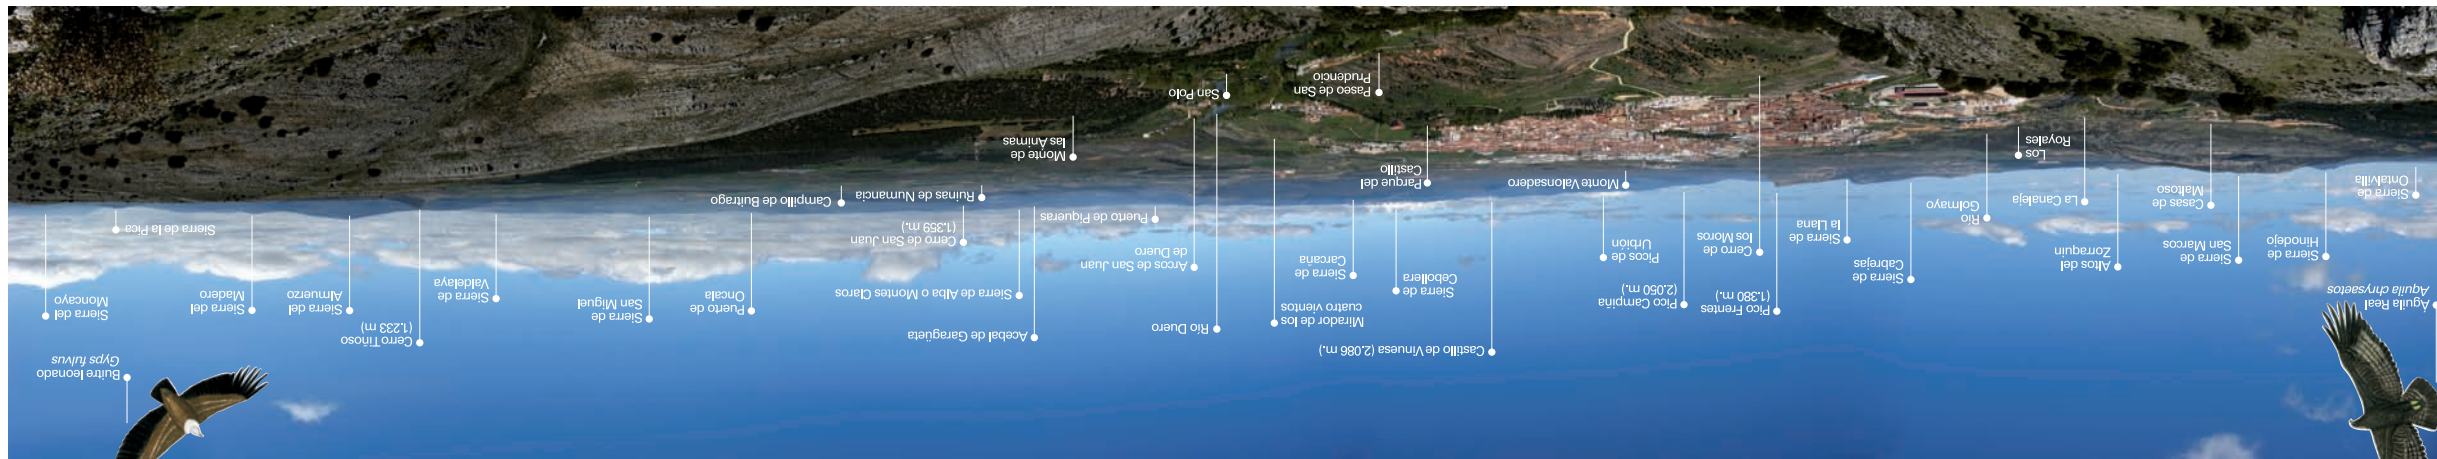 Águila Real
Aquila chrysaetos
Sierra de
Ontalvilla
Sierra de
Hinodejo
Sierra de
San Marcos
Casas de
Maltoso
Altos del
Zorraquin
La Canaleja
Los
Royales
Río
Golmayo
Sierra de
Cabrejas
Sierra de
la Llana
Pico Frentes
(1.380 m.)
Cerro de
los Moros
Pico Campiña
(2.050 m.)
Picos de
Urbión
Monte Valonsadero
Castillo de Vinuesa (2.086 m.)
Sierra de
Cebollera
Parque del
Castillo
Paseo de San
Prudencio
Sierra de
Carcaña
Mirador de los
cuatro vientos
Río Duero
San Polo
Arcos de San Juan
de Duero
Puerto de Piqueras
Monte de
las Ánimas
Acebal de Garagüeta
Sierra de Alba o Montes Claros
Ruinas de Numancia
Cerro de San Juan
(1.359 m.)
Campillo de Buitrago
Puerto de
Oncala
Sierra de
San Miguel
Sierra de
Valdelaya
Cerro Tiñoso
(1.233 m)
Sierra del
Almuerzo
Sierra del
Madero
Buitre leonado
Gyps fulvus
Sierra de la Pica
Sierra del
Moncayo